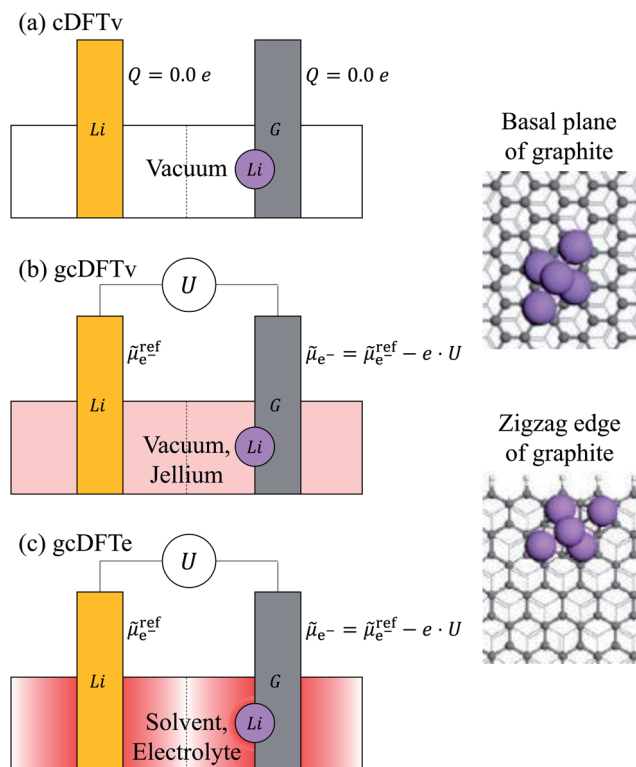 (a) cDFTv
Q = 0.0 e
Q = 0.0 e
Li
G
Vacuum
Li
Basal plane
of graphite
(b) gcDFTv
U
μ̃ₑ₋ʳᵉᶠ
μ̃ₑ₋ = μ̃ₑ₋ʳᵉᶠ − e · U
Li
G
Vacuum,
Jellium
Li
Zigzag edge
of graphite
(c) gcDFTe
U
μ̃ₑ₋ʳᵉᶠ
μ̃ₑ₋ = μ̃ₑ₋ʳᵉᶠ − e · U
Li
G
Solvent,
Electrolyte
Li